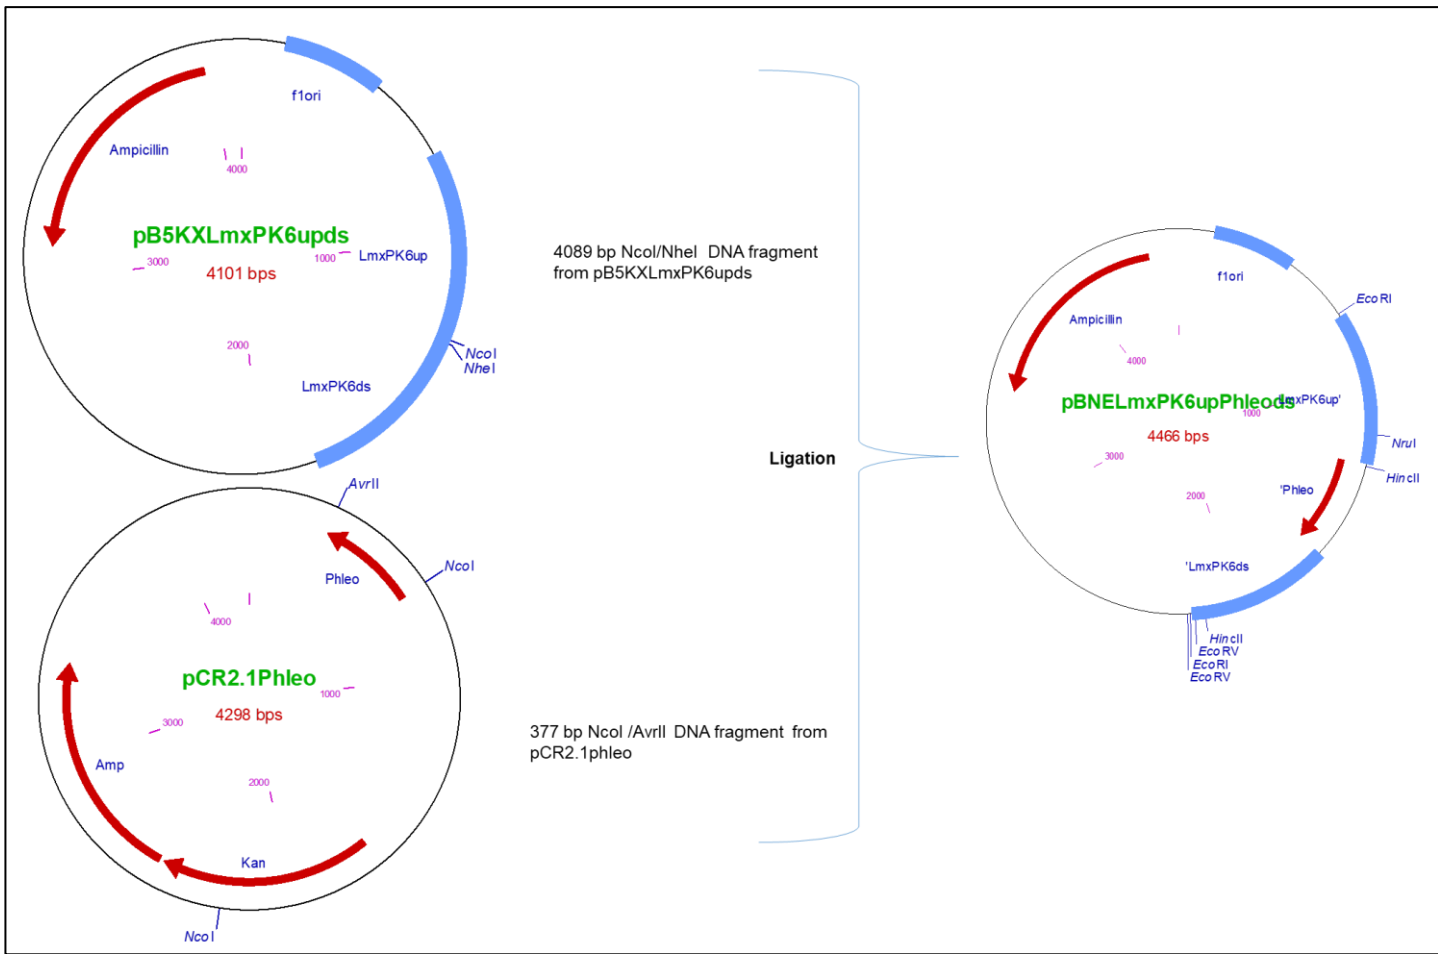 f1ori
Ampicillin
4000
pB5KXLmxPK6upds
3000
1000
LmxPK6up
4101 bps
2000
NcoI
NheI
LmxPK6ds
4089 bp NcoI/NheI DNA fragment
from pB5KXLmxPK6upds
AvrII
Phleo
NcoI
4000
pCR2.1Phleo
1000
4298 bps
3000
Amp
2000
Kan
NcoI
377 bp NcoI /AvrII DNA fragment from
pCR2.1phleo
Ligation
f1ori
EcoRI
Ampicillin
4000
pBNELmxPK6upPhleods
LmxPK6up'
1000
4466 bps
NruI
3000
HincII
'Phleo
2000
'LmxPK6ds
HincII
EcoRV
EcoRI
EcoRV